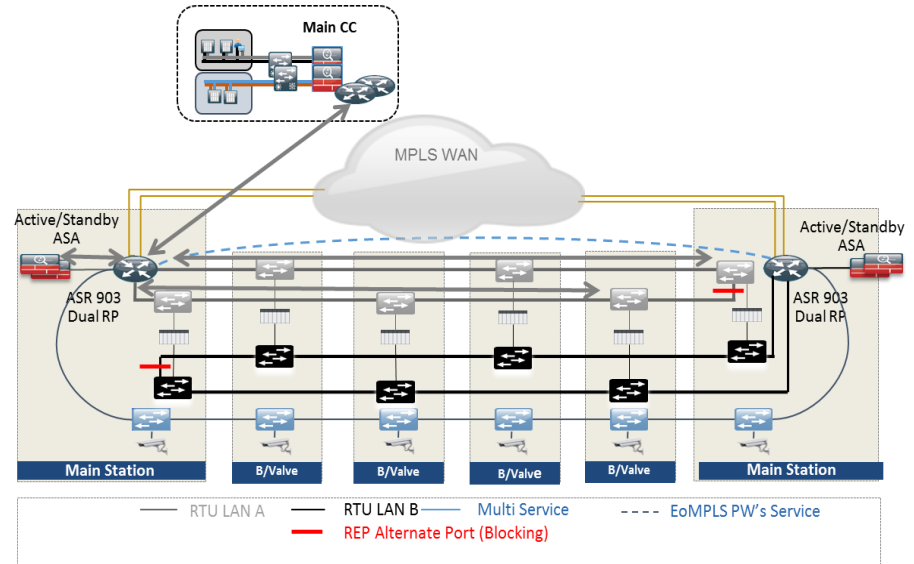 Main CC
MPLS WAN
Active/Standby
ASA
Active/Standby
ASA
ASR 903
Dual RP
ASR 903
Dual RP
Main Station
B/Valve
B/Valve
B/Valve
B/Valve
Main Station
RTU LAN A
RTU LAN B
Multi Service
EoMPLS PW's Service
REP Alternate Port (Blocking)